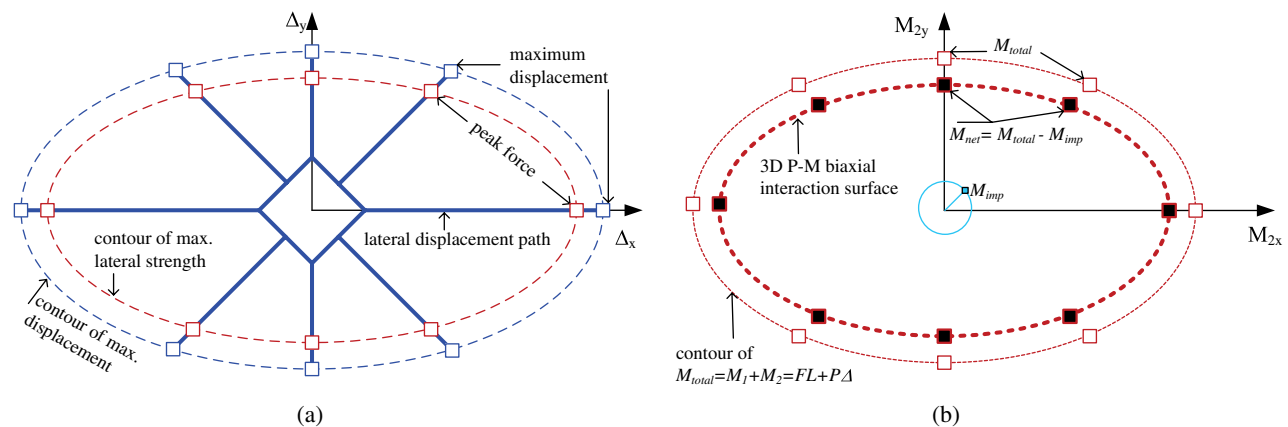 Δy
maximum
displacement
peak force
Δx
lateral displacement path
contour of max.
lateral strength
contour of max.
displacement
(a)
M2y
Mtotal
Mnet= Mtotal - Mimp
3D P-M biaxial
interaction surface
Mimp
M2x
contour of
Mtotal=M1+M2=FL+PΔ
(b)